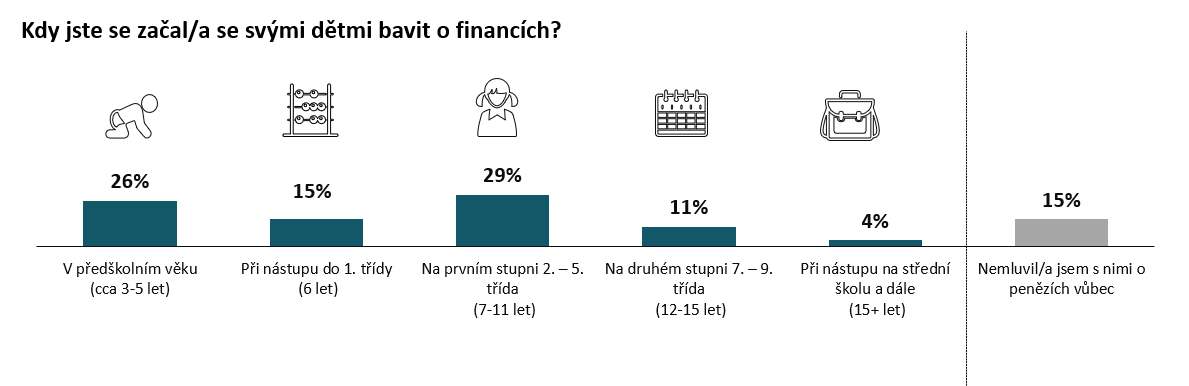 Kdy jste se začal/a se svými dětmi bavit o financích?
26%
15%
29%
11%
4%
15%
V předškolním věku
(cca 3-5 let)
Při nástupu do 1. třídy
(6 let)
Na prvním stupni 2. – 5.
třída
(7-11 let)
Na druhém stupni 7. – 9.
třída
(12-15 let)
Při nástupu na střední
školu a dále
(15+ let)
Nemluvil/a jsem s nimi o
penězích vůbec